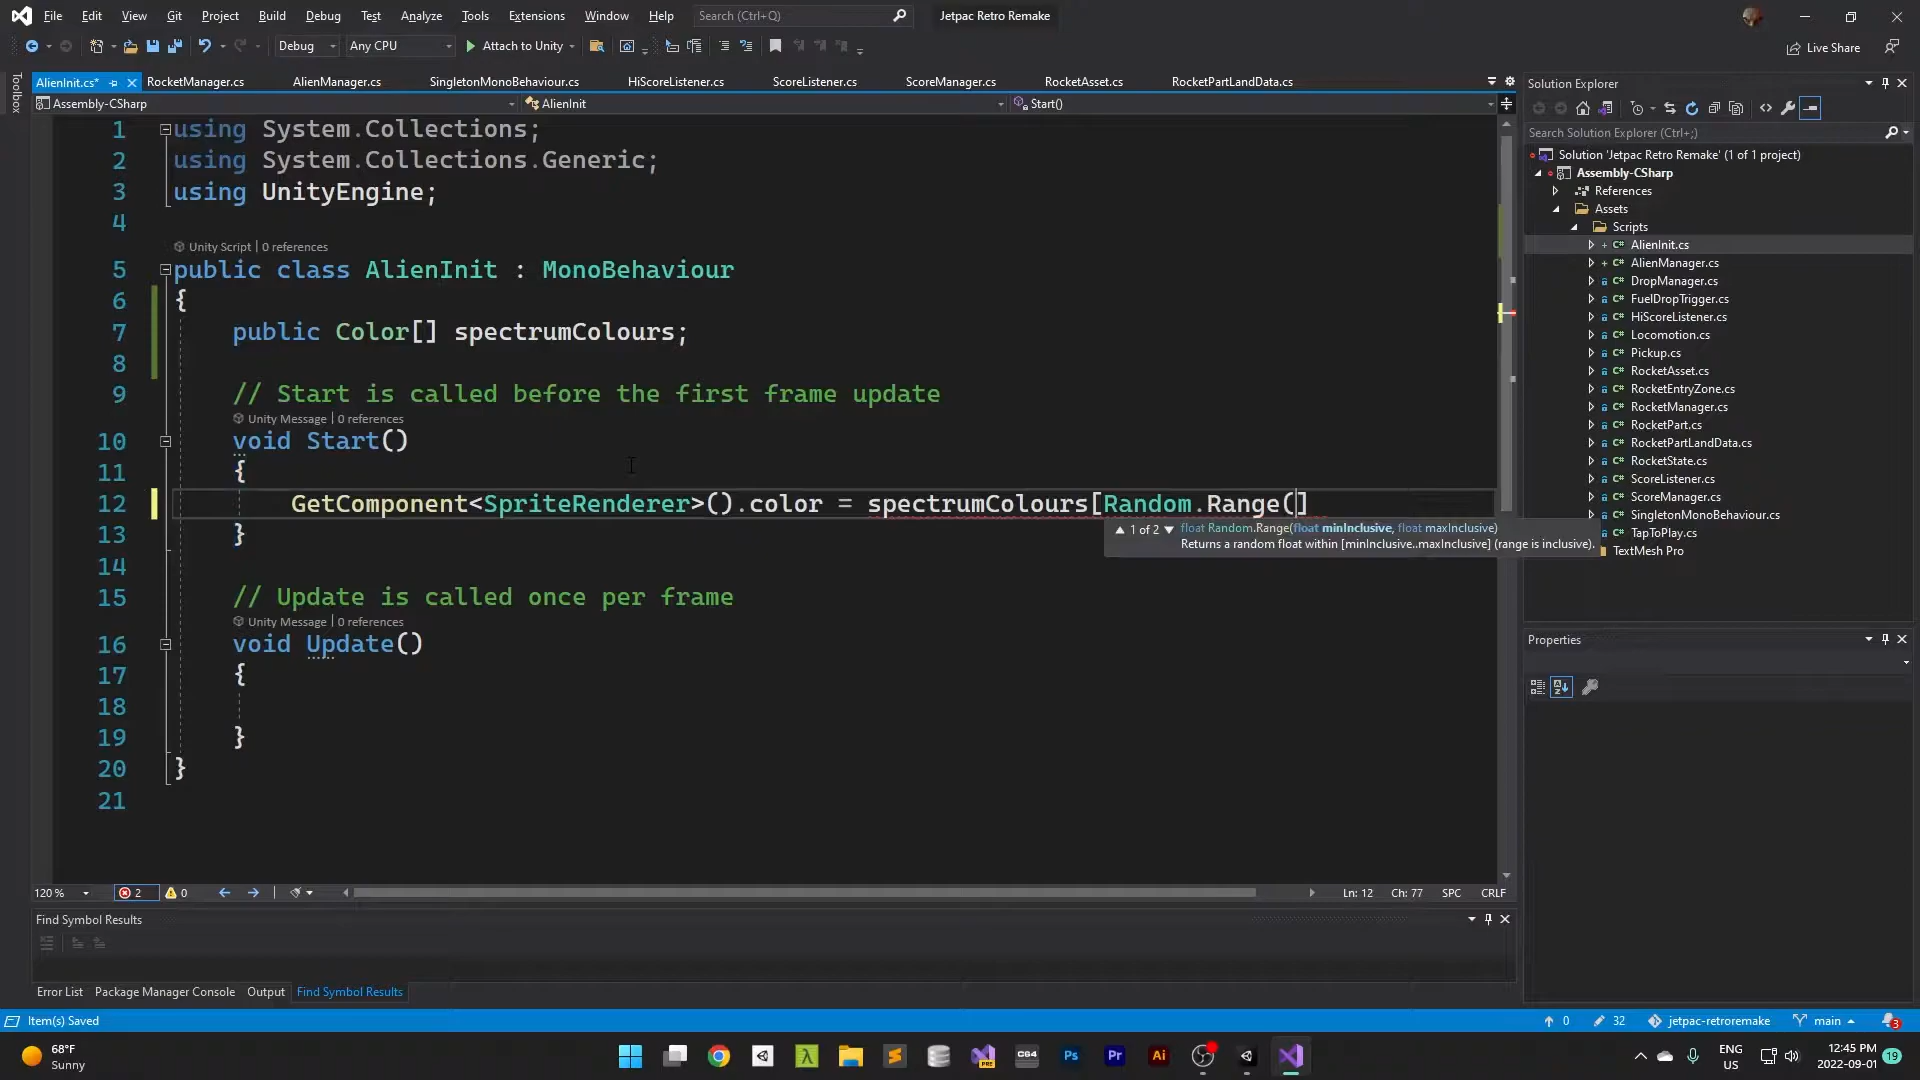 File Edit View Git Project Build Debug Test Analyze Tools Extensions Window Help Search (Ctrl+Q) Jetpac Retro Remake
Debug Any CPU Attach to Unity Live Share
Toolbox
AlienInit.cs* RocketManager.cs AlienManager.cs SingletonMonoBehaviour.cs HiScoreListener.cs ScoreListener.cs ScoreManager.cs RocketAsset.cs RocketPartLandData.cs
Assembly-CSharp AlienInit Start()
1 using System.Collections;
2 using System.Collections.Generic;
3 using UnityEngine;
4
Unity Script | 0 references
5 public class AlienInit : MonoBehaviour
6 {
7 public Color[] spectrumColours;
8
9 // Start is called before the first frame update
Unity Message | 0 references
10 void Start()
11 {
12 GetComponent<SpriteRenderer>().color = spectrumColours[Random.Range(]
1 of 2 float Random.Range(float minInclusive, float maxInclusive)
Returns a random float within [minInclusive..maxInclusive] (range is inclusive).
13 }
14
15 // Update is called once per frame
Unity Message | 0 references
16 void Update()
17 {
18
19 }
20 }
21
120 % 2 0 Ln: 12 Ch: 77 SPC CRLF
Find Symbol Results
Error List Package Manager Console Output Find Symbol Results
Solution Explorer
Search Solution Explorer (Ctrl+;)
Solution 'Jetpac Retro Remake' (1 of 1 project)
Assembly-CSharp
References
Assets
Scripts
AlienInit.cs
AlienManager.cs
DropManager.cs
FuelDropTrigger.cs
HiScoreListener.cs
Locomotion.cs
Pickup.cs
RocketAsset.cs
RocketEntryZone.cs
RocketManager.cs
RocketPart.cs
RocketPartLandData.cs
RocketState.cs
ScoreListener.cs
ScoreManager.cs
SingletonMonoBehaviour.cs
TapToPlay.cs
TextMesh Pro
Properties
Item(s) Saved 0 32 jetpac-retroremake main 3
68°F
Sunny
PRE CG4 Ps Pr Ai
ENG
US
12:45 PM
2022-09-01
19